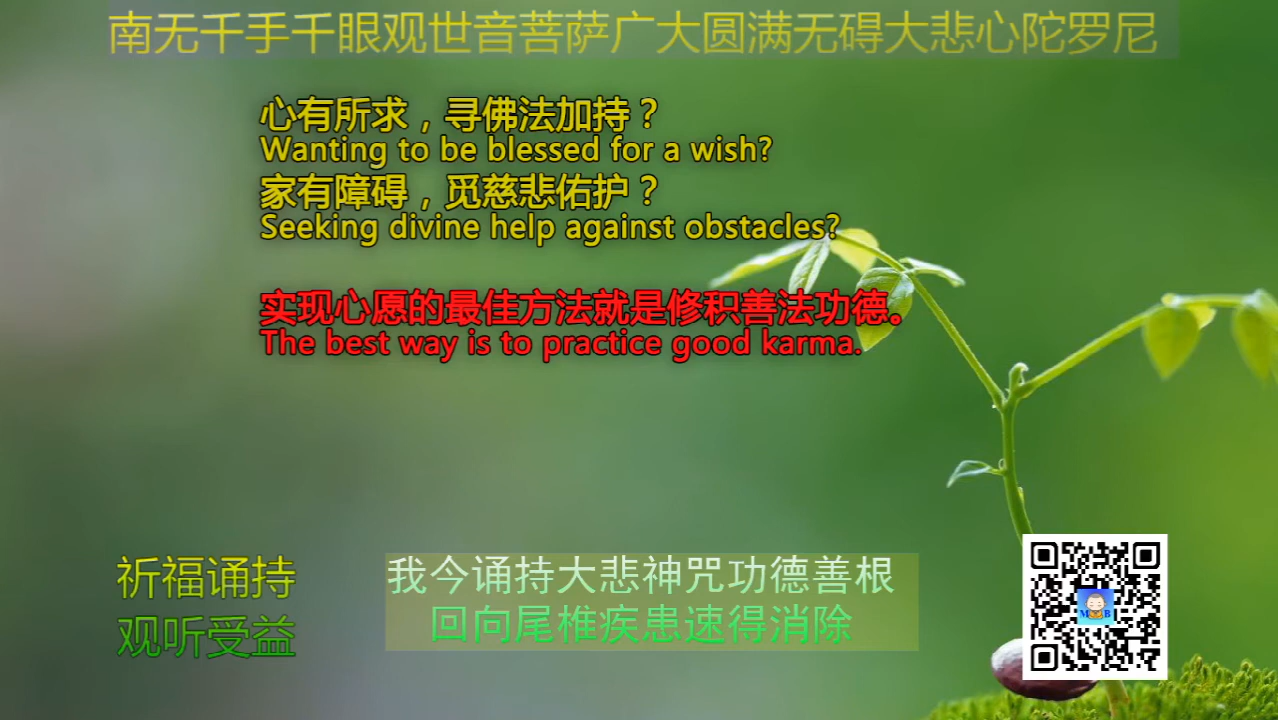 南无千手千眼观世音菩萨广大圆满无碍大悲心陀罗尼
心有所求，寻佛法加持？
Wanting to be blessed for a wish?
家有障碍，觅慈悲佑护？
Seeking divine help against obstacles?
实现心愿的最佳方法就是修积善法功德。
The best way is to practice good karma.
祈福诵持
观听受益
我今诵持大悲神咒功德善根
回向尾椎疾患速得消除
M B